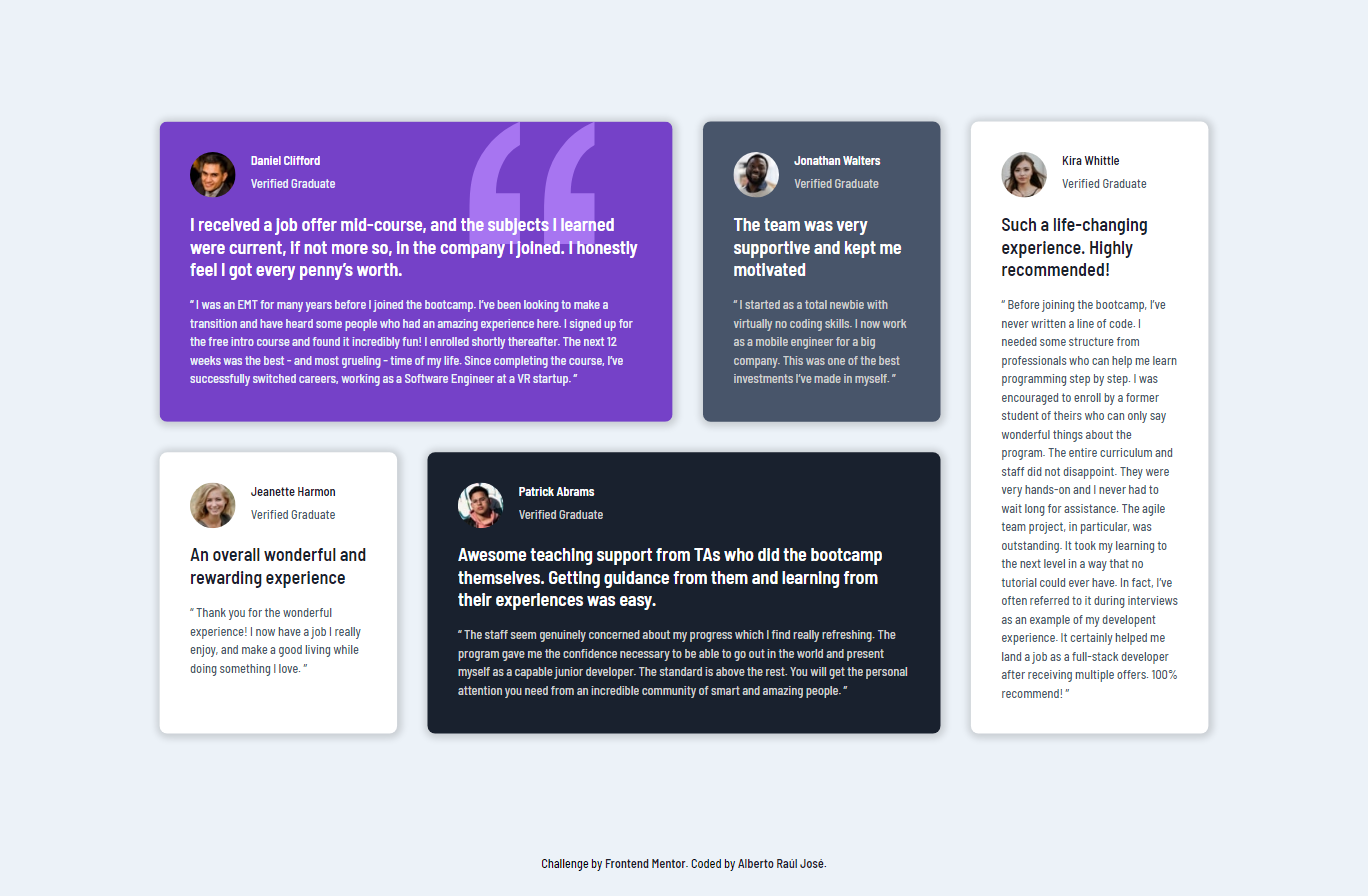 Daniel Clifford
Verified Graduate
I received a job offer mid-course, and the subjects I learned
were current, if not more so, in the company I joined. I honestly
feel I got every penny’s worth.
“ I was an EMT for many years before I joined the bootcamp. I’ve been looking to make a
transition and have heard some people who had an amazing experience here. I signed up for
the free intro course and found it incredibly fun! I enrolled shortly thereafter. The next 12
weeks was the best - and most grueling - time of my life. Since completing the course, I’ve
successfully switched careers, working as a Software Engineer at a VR startup. ”
Jonathan Walters
Verified Graduate
The team was very
supportive and kept me
motivated
“ I started as a total newbie with
virtually no coding skills. I now work
as a mobile engineer for a big
company. This was one of the best
investments I’ve made in myself. ”
Kira Whittle
Verified Graduate
Such a life-changing
experience. Highly
recommended!
“ Before joining the bootcamp, I’ve
never written a line of code. I
needed some structure from
professionals who can help me learn
programming step by step. I was
encouraged to enroll by a former
student of theirs who can only say
wonderful things about the
program. The entire curriculum and
staff did not disappoint. They were
very hands-on and I never had to
wait long for assistance. The agile
team project, in particular, was
outstanding. It took my learning to
the next level in a way that no
tutorial could ever have. In fact, I’ve
often referred to it during interviews
as an example of my developent
experience. It certainly helped me
land a job as a full-stack developer
after receiving multiple offers. 100%
recommend! ”
Jeanette Harmon
Verified Graduate
An overall wonderful and
rewarding experience
“ Thank you for the wonderful
experience! I now have a job I really
enjoy, and make a good living while
doing something I love. ”
Patrick Abrams
Verified Graduate
Awesome teaching support from TAs who did the bootcamp
themselves. Getting guidance from them and learning from
their experiences was easy.
“ The staff seem genuinely concerned about my progress which I find really refreshing. The
program gave me the confidence necessary to be able to go out in the world and present
myself as a capable junior developer. The standard is above the rest. You will get the personal
attention you need from an incredible community of smart and amazing people. ”
Challenge by Frontend Mentor. Coded by Alberto Raúl José.